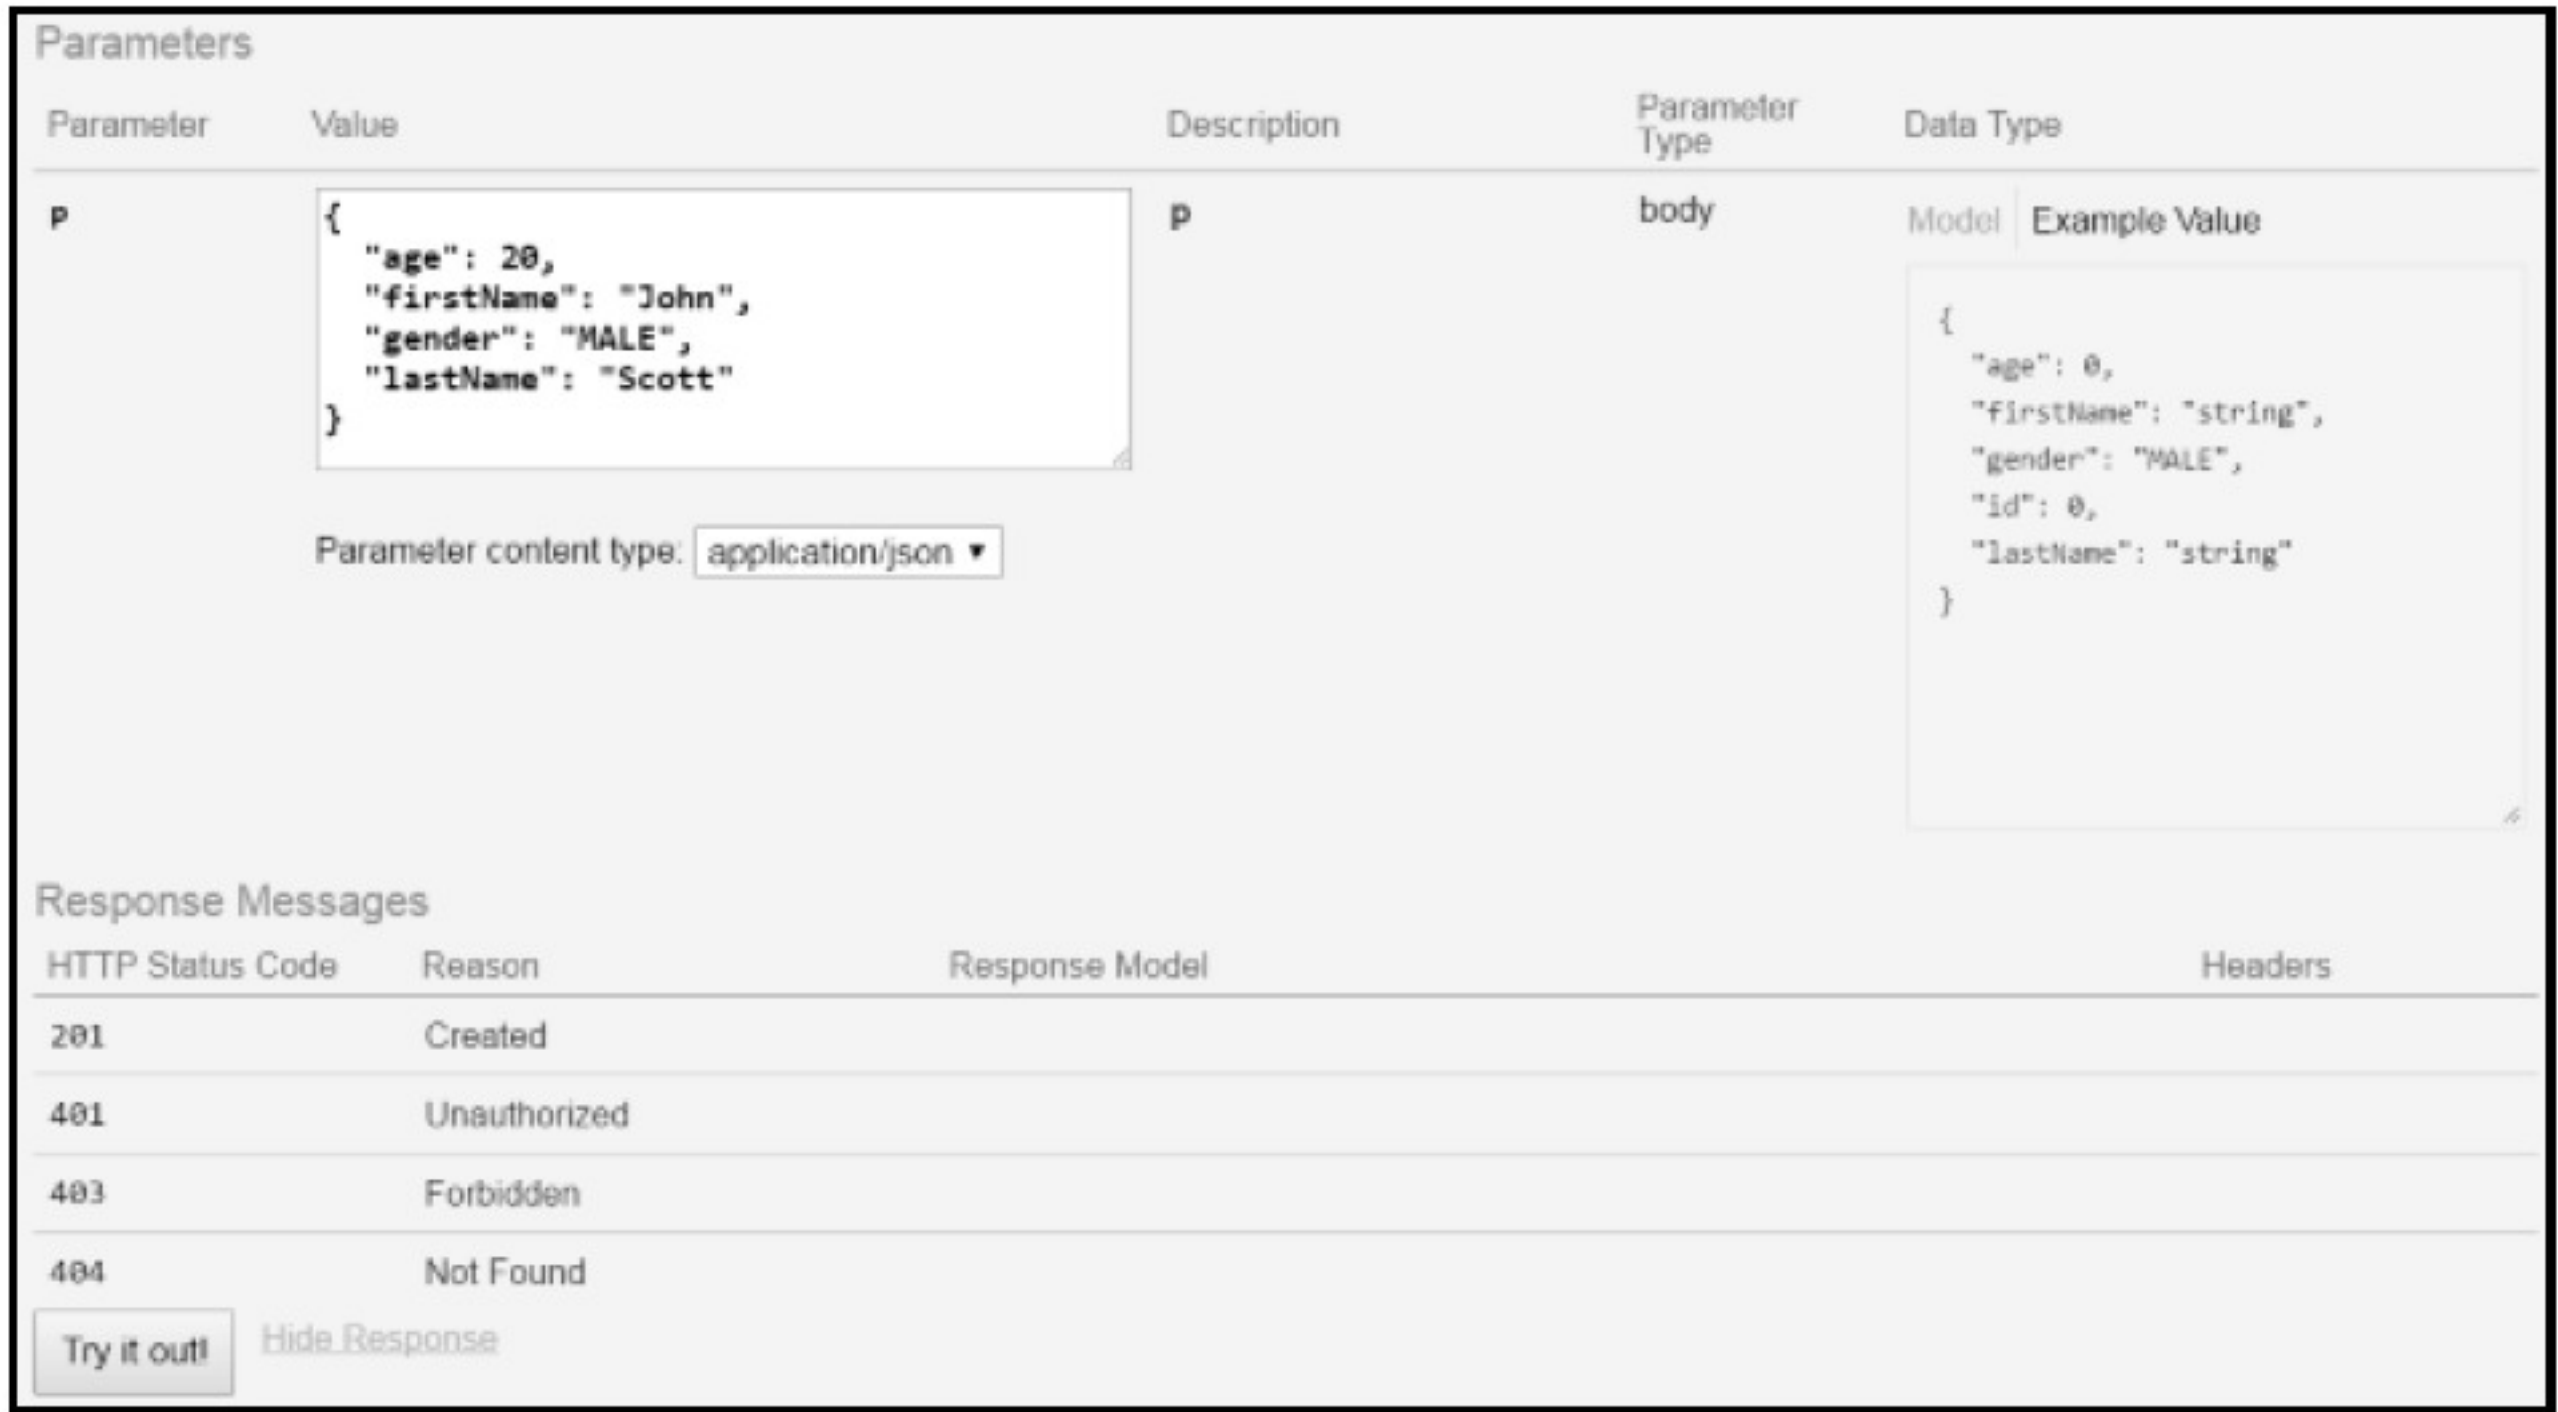 Parameters
Parameter Value Description Parameter Type Data Type
p
{
"age": 20,
"firstName": "John",
"gender": "MALE",
"lastName": "Scott"
}
Parameter content type: application/json
p
body
Model Example Value
{
"age": 0,
"firstName": "string",
"gender": "MALE",
"id": 0,
"lastName": "string"
}
Response Messages
HTTP Status Code Reason Response Model Headers
201 Created
401 Unauthorized
403 Forbidden
404 Not Found
Try it out! Hide Response